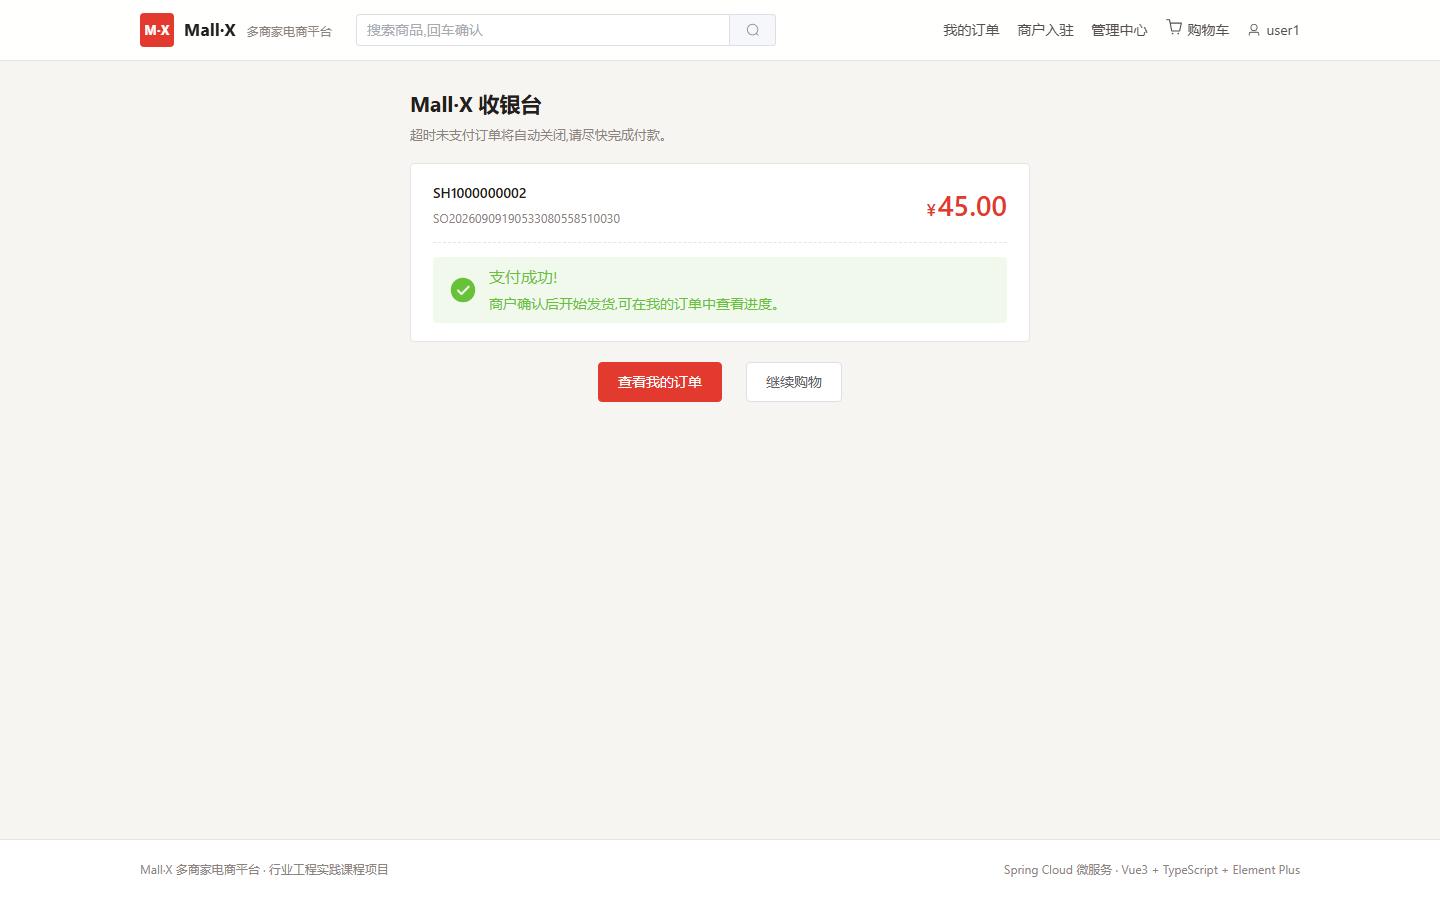 M·X Mall·X 多商家电商平台 搜索商品,回车确认 我的订单 商户入驻 管理中心 购物车 user1
Mall·X 收银台
超时未支付订单将自动关闭,请尽快完成付款。
SH1000000002
SO20260909190533080558510030
¥45.00
支付成功!
商户确认后开始发货,可在我的订单中查看进度。
查看我的订单 继续购物
Mall·X 多商家电商平台 · 行业工程实践课程项目 Spring Cloud 微服务 · Vue3 + TypeScript + Element Plus